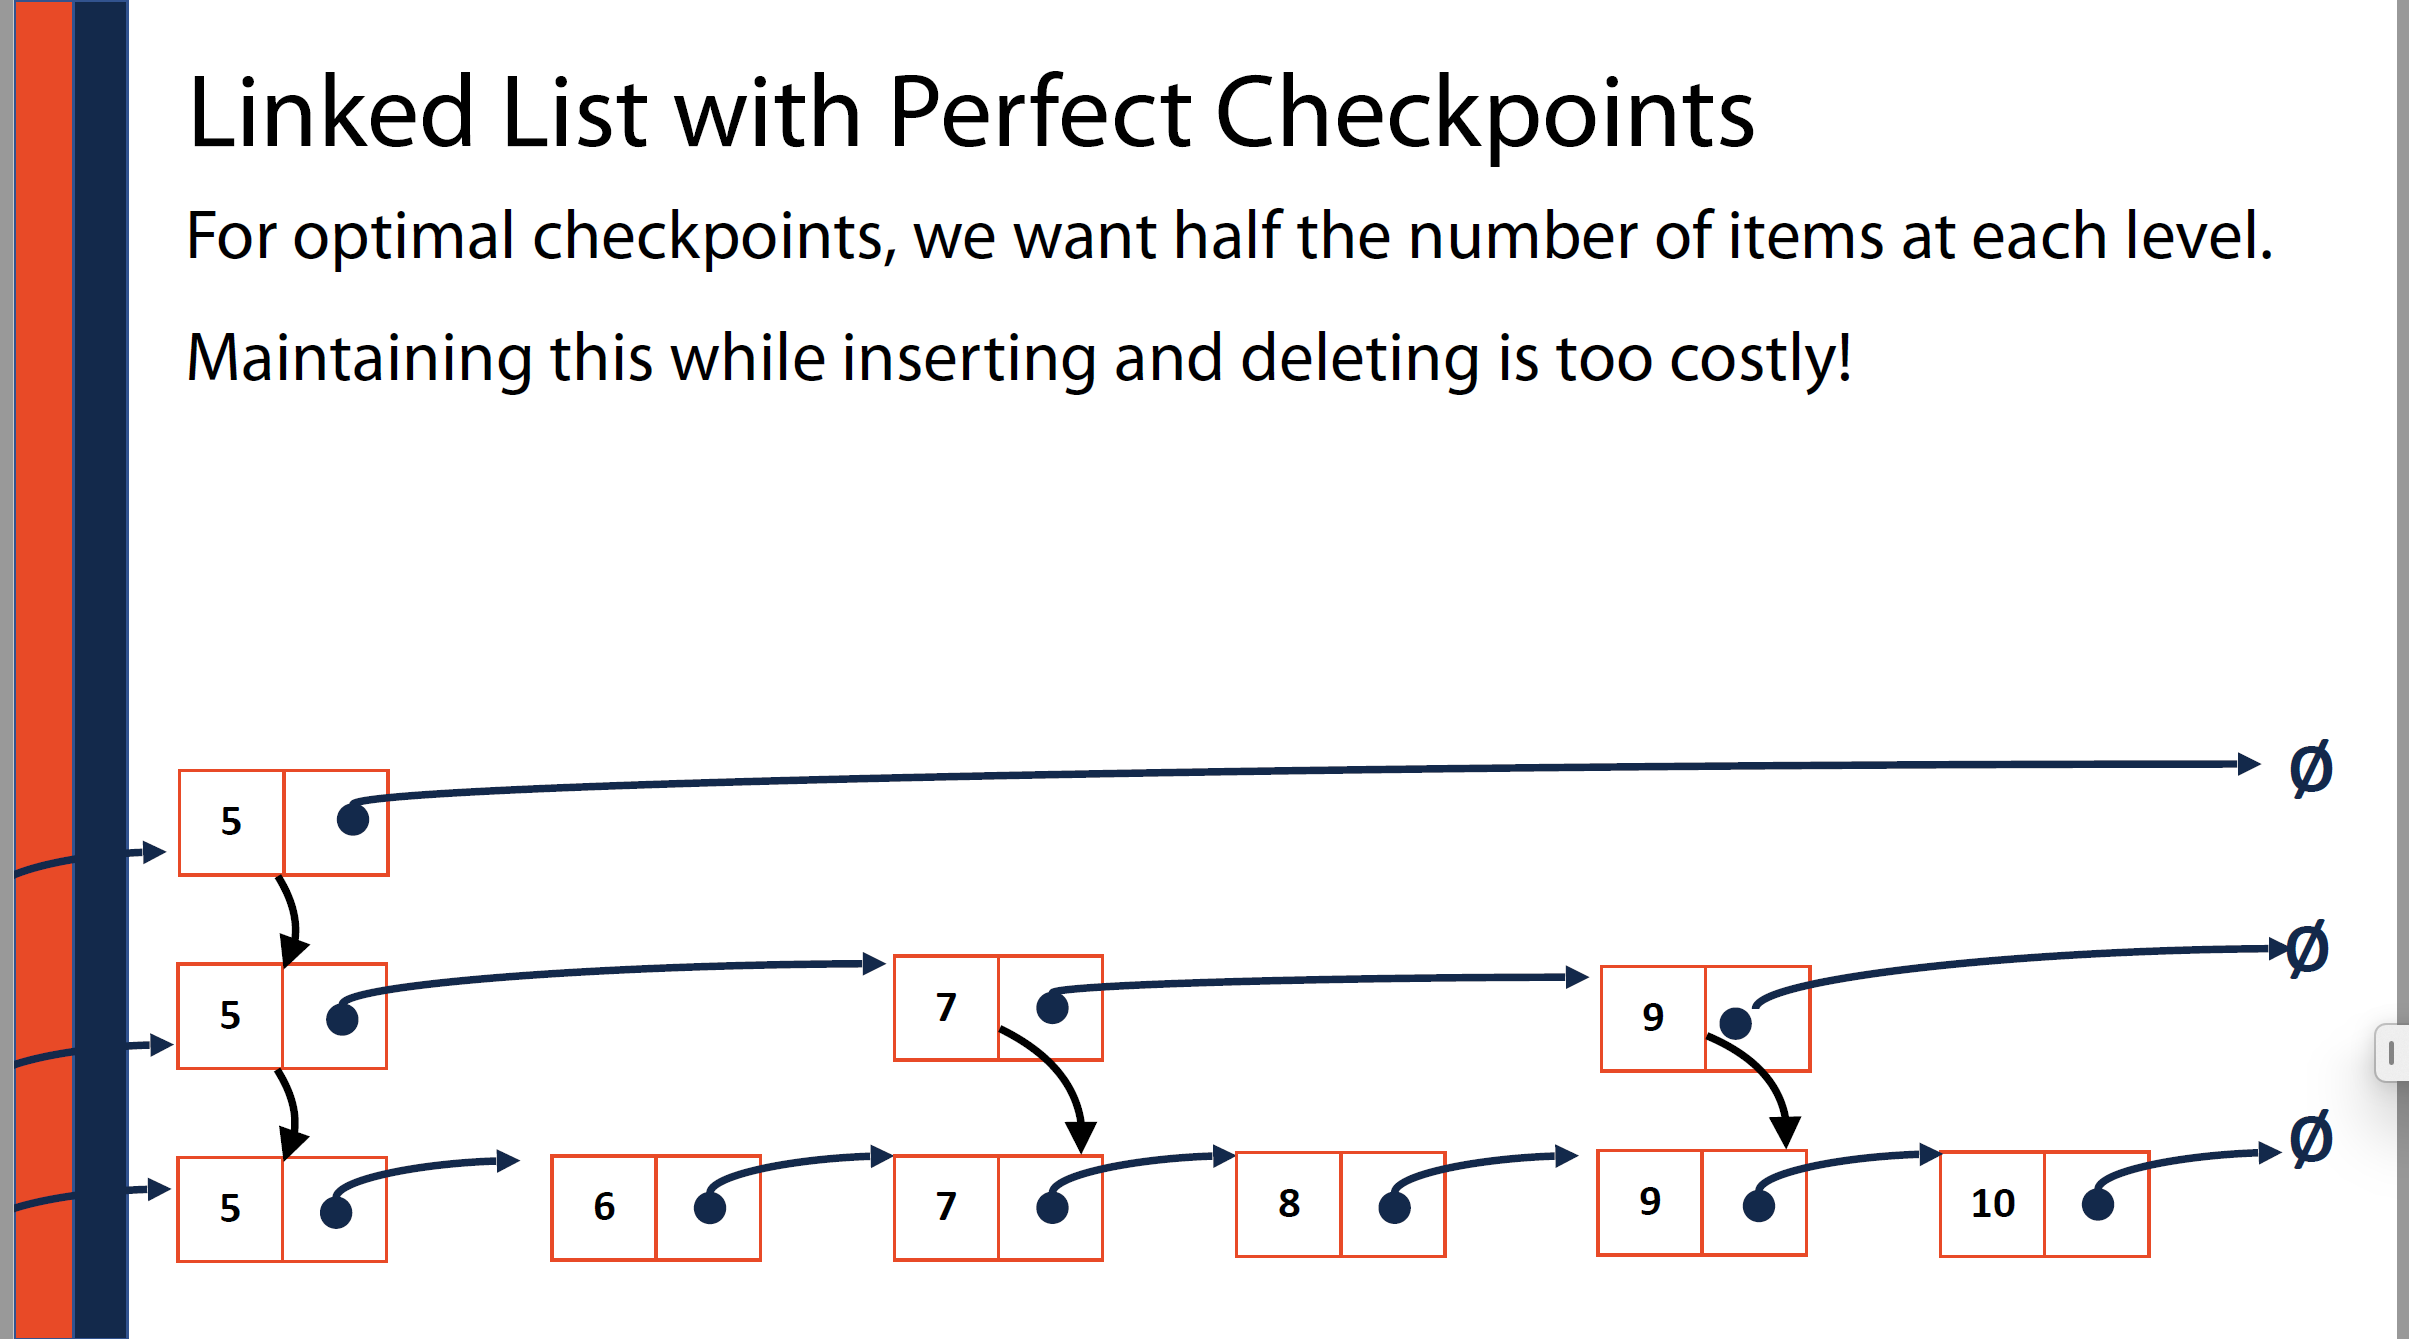 Linked List with Perfect Checkpoints
For optimal checkpoints, we want half the number of items at each level.
Maintaining this while inserting and deleting is too costly!
5 Ø
5 7 9 Ø
5 6 7 8 9 10 Ø